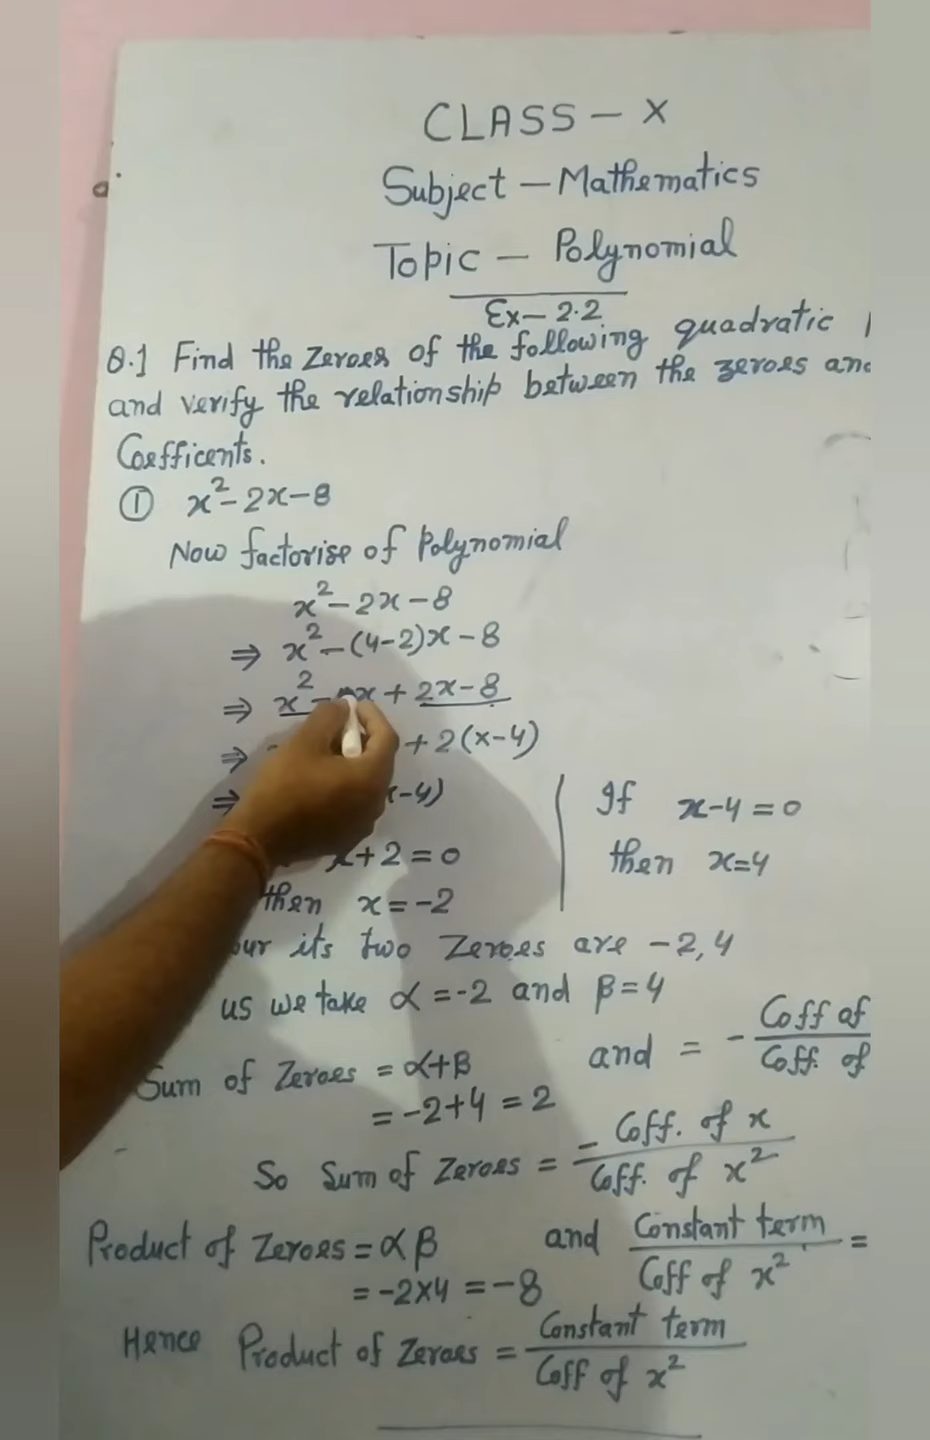 CLASS - X
Subject - Mathematics
Topic - Polynomial
Ex- 2.2
Q.1 Find the Zeroes of the following quadratic
and verify the relationship between the zeroes and
Coefficents.
① x²-2x-8
Now factorise of Polynomial
x²-2x-8
⇒ x²-(4-2)x-8
⇒ x²- x + 2x-8
⇒ +2(x-4)
⇒ x-4)
x+2=0
then x=-2
If x-4=0
then x=4
its two Zeroes are -2,4
us we take α=-2 and β=4
Sum of Zeroes = α+β and = - Coff of / Coff. of
= -2+4 = 2
So Sum of Zeroes = - Coff. of x / Coff. of x²
Product of Zeroes = αβ and Constant term / Coff of x² =
= -2x4 = -8
Hence Product of Zeroes = Constant term / Coff of x²